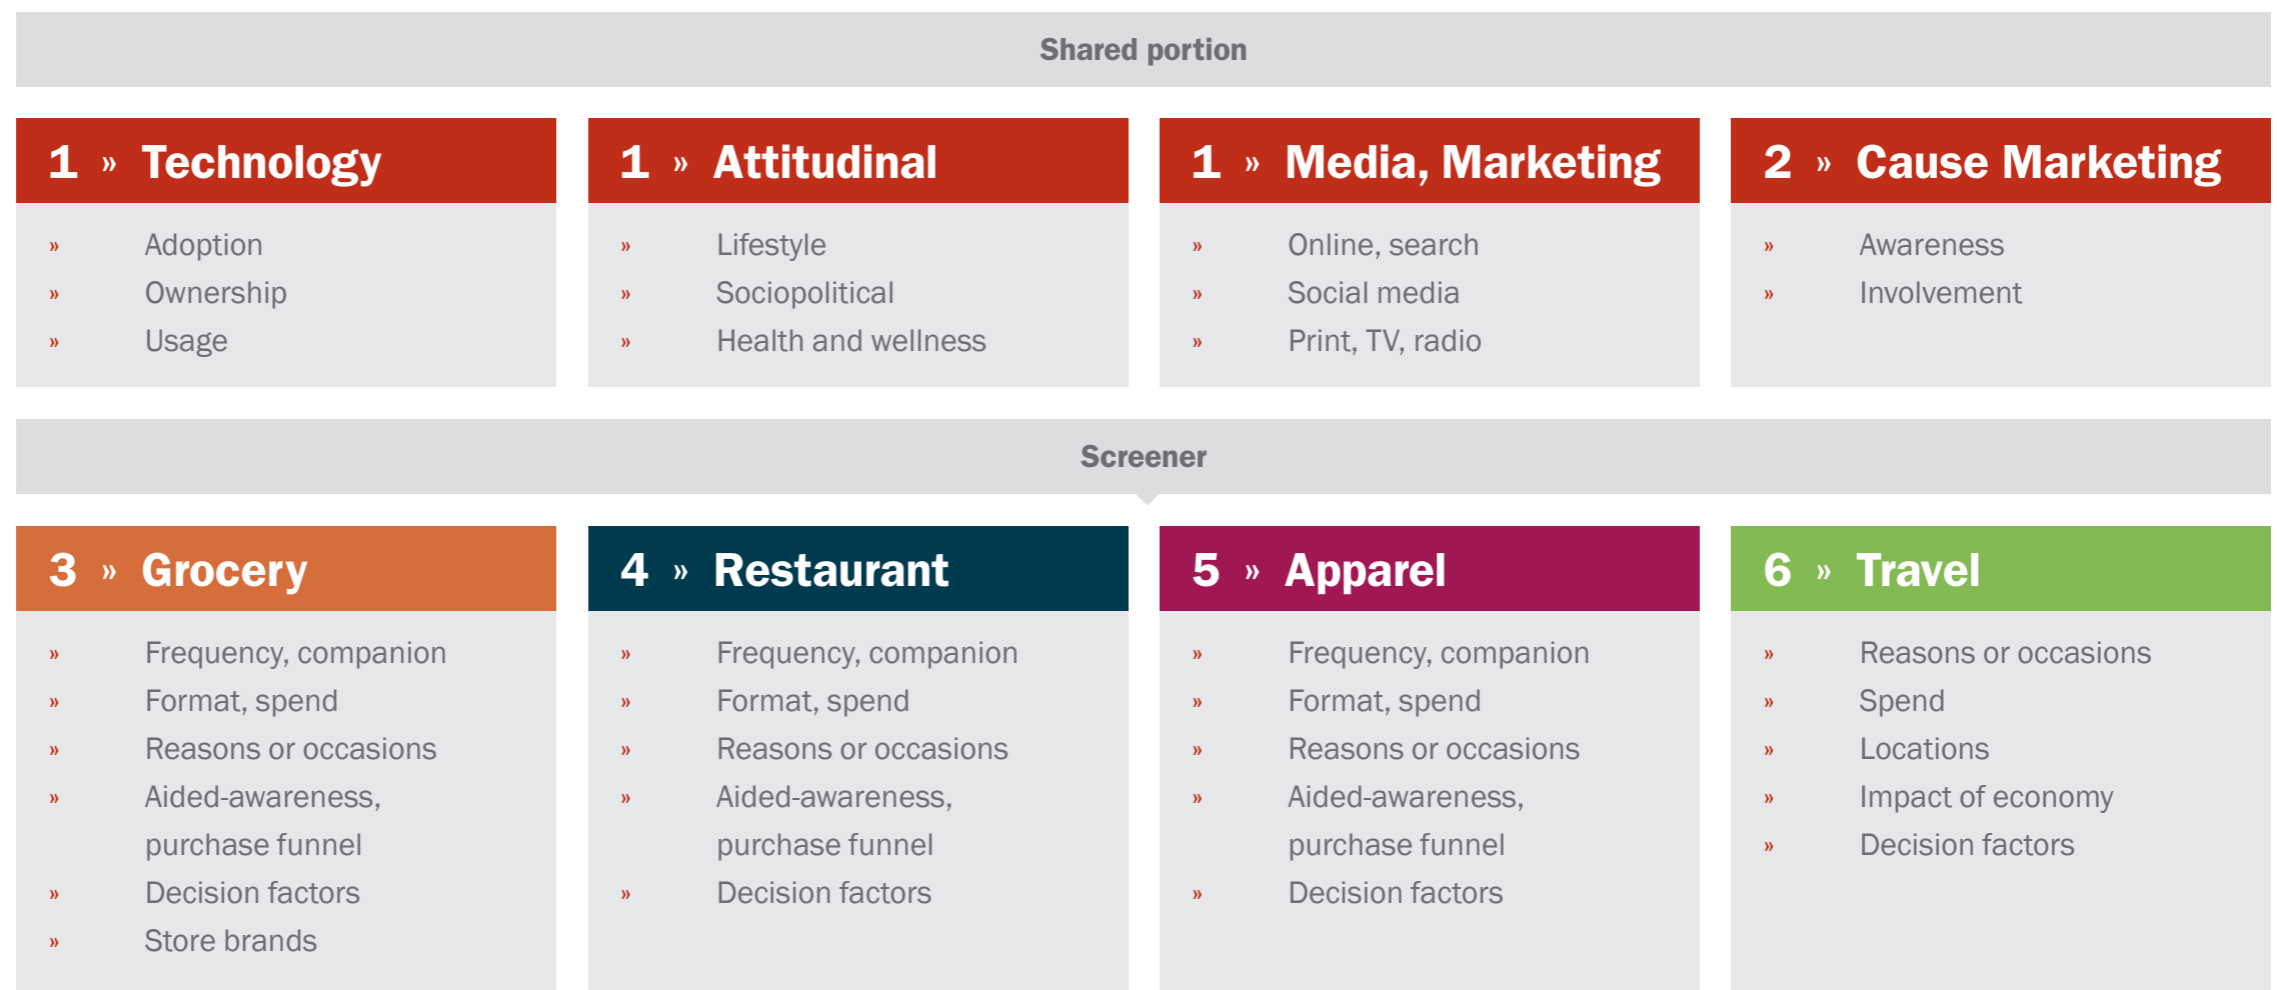 Shared portion
1 » Technology
» Adoption
» Ownership
» Usage
1 » Attitudinal
» Lifestyle
» Sociopolitical
» Health and wellness
1 » Media, Marketing
» Online, search
» Social media
» Print, TV, radio
2 » Cause Marketing
» Awareness
» Involvement
Screener
3 » Grocery
» Frequency, companion
» Format, spend
» Reasons or occasions
» Aided-awareness,
purchase funnel
» Decision factors
» Store brands
4 » Restaurant
» Frequency, companion
» Format, spend
» Reasons or occasions
» Aided-awareness,
purchase funnel
» Decision factors
5 » Apparel
» Frequency, companion
» Format, spend
» Reasons or occasions
» Aided-awareness,
purchase funnel
» Decision factors
6 » Travel
» Reasons or occasions
» Spend
» Locations
» Impact of economy
» Decision factors